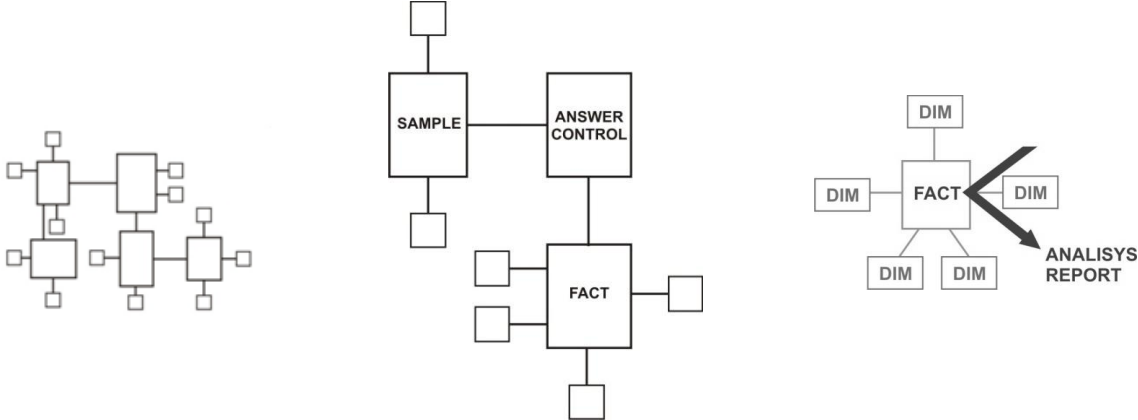 SAMPLE
ANSWER
CONTROL
FACT
DIM
DIM
FACT
DIM
DIM
DIM
ANALISYS
REPORT